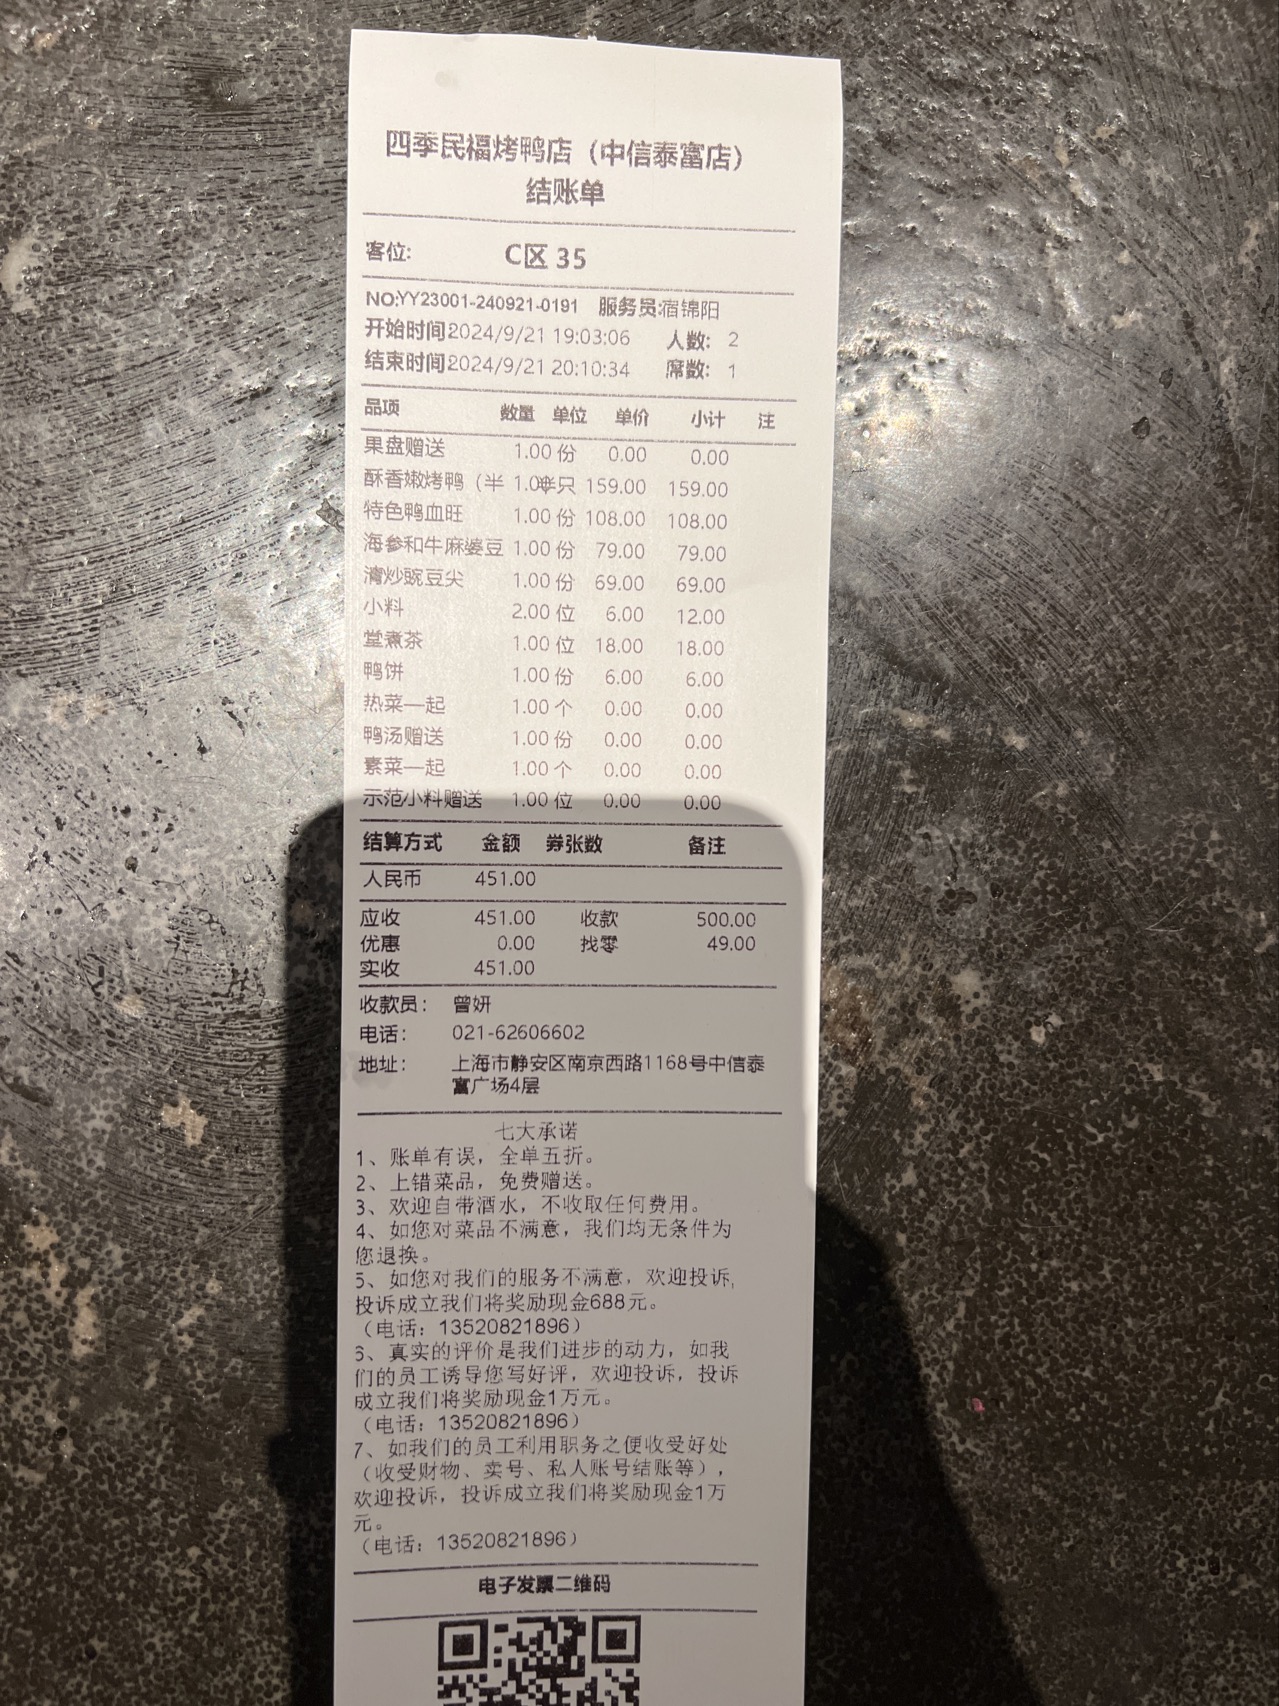 四季民福烤鸭店（中信泰富店）
结账单
客位: C区 35
NO:YY23001-240921-0191 服务员:宿锦阳
开始时间2024/9/21 19:03:06 人数: 2
结束时间2024/9/21 20:10:34 席数: 1
品项 数量 单位 单价 小计 注
果盘赠送 1.00 份 0.00 0.00
酥香嫩烤鸭（半 1.00半只 159.00 159.00
特色鸭血旺 1.00 份 108.00 108.00
海参和牛麻婆豆 1.00 份 79.00 79.00
清炒豌豆尖 1.00 份 69.00 69.00
小料 2.00 位 6.00 12.00
堂煮茶 1.00 位 18.00 18.00
鸭饼 1.00 份 6.00 6.00
热菜一起 1.00 个 0.00 0.00
鸭汤赠送 1.00 份 0.00 0.00
素菜一起 1.00 个 0.00 0.00
示范小料赠送 1.00 位 0.00 0.00
结算方式 金额 券张数 备注
人民币 451.00
应收 451.00 收款 500.00
优惠 0.00 找零 49.00
实收 451.00
收款员: 曾妍
电话: 021-62606602
地址: 上海市静安区南京西路1168号中信泰
富广场4层
七大承诺
1、账单有误，全单五折。
2、上错菜品，免费赠送。
3、欢迎自带酒水，不收取任何费用。
4、如您对菜品不满意，我们均无条件为
您退换。
5、如您对我们的服务不满意，欢迎投诉,
投诉成立我们将奖励现金688元。
（电话：13520821896）
6、真实的评价是我们进步的动力，如我
们的员工诱导您写好评，欢迎投诉，投诉
成立我们将奖励现金1万元。
（电话：13520821896）
7、如我们的员工利用职务之便收受好处
（收受财物、卖号、私人账号结账等），
欢迎投诉，投诉成立我们将奖励现金1万
元。
（电话：13520821896）
电子发票二维码